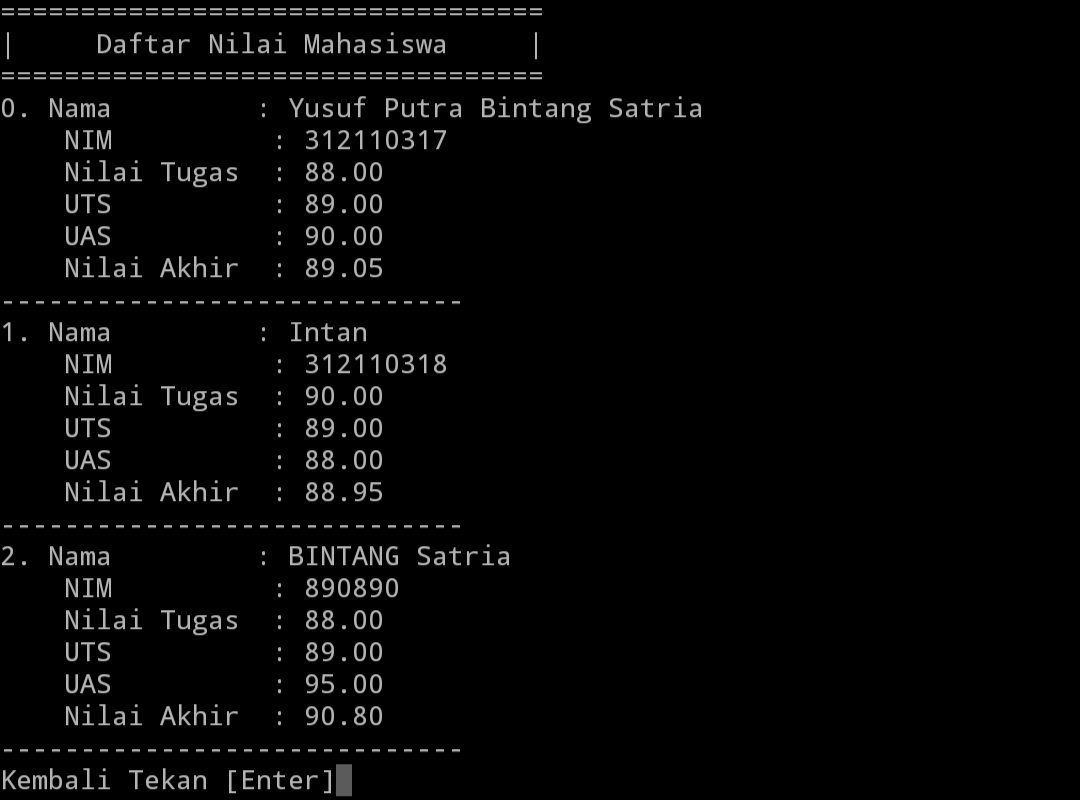 ==================================
|     Daftar Nilai Mahasiswa     |
==================================
0. Nama         : Yusuf Putra Bintang Satria
    NIM          : 312110317
    Nilai Tugas  : 88.00
    UTS          : 89.00
    UAS          : 90.00
    Nilai Akhir  : 89.05
-----------------------------
1. Nama         : Intan
    NIM          : 312110318
    Nilai Tugas  : 90.00
    UTS          : 89.00
    UAS          : 88.00
    Nilai Akhir  : 88.95
-----------------------------
2. Nama         : BINTANG Satria
    NIM          : 890890
    Nilai Tugas  : 88.00
    UTS          : 89.00
    UAS          : 95.00
    Nilai Akhir  : 90.80
-----------------------------
Kembali Tekan [Enter]